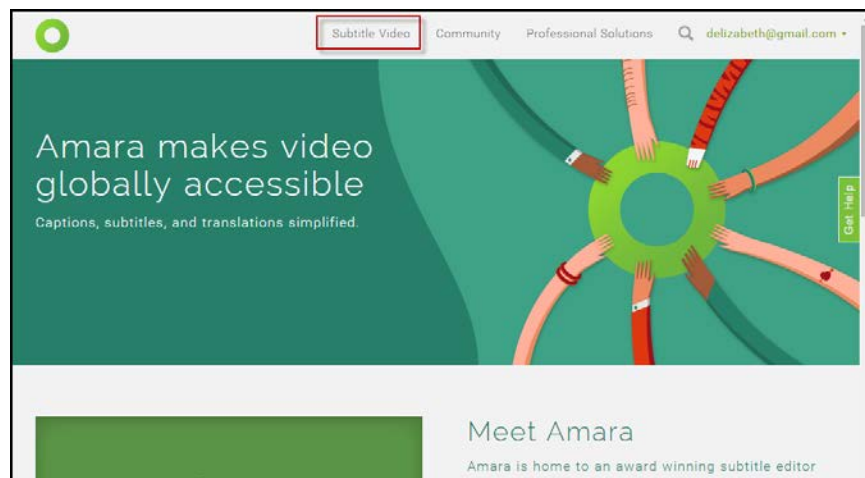 Subtitle Video Community Professional Solutions delizabeth@gmail.com
Amara makes video
globally accessible
Captions, subtitles, and translations simplified.
Get Help
Meet Amara
Amara is home to an award winning subtitle editor